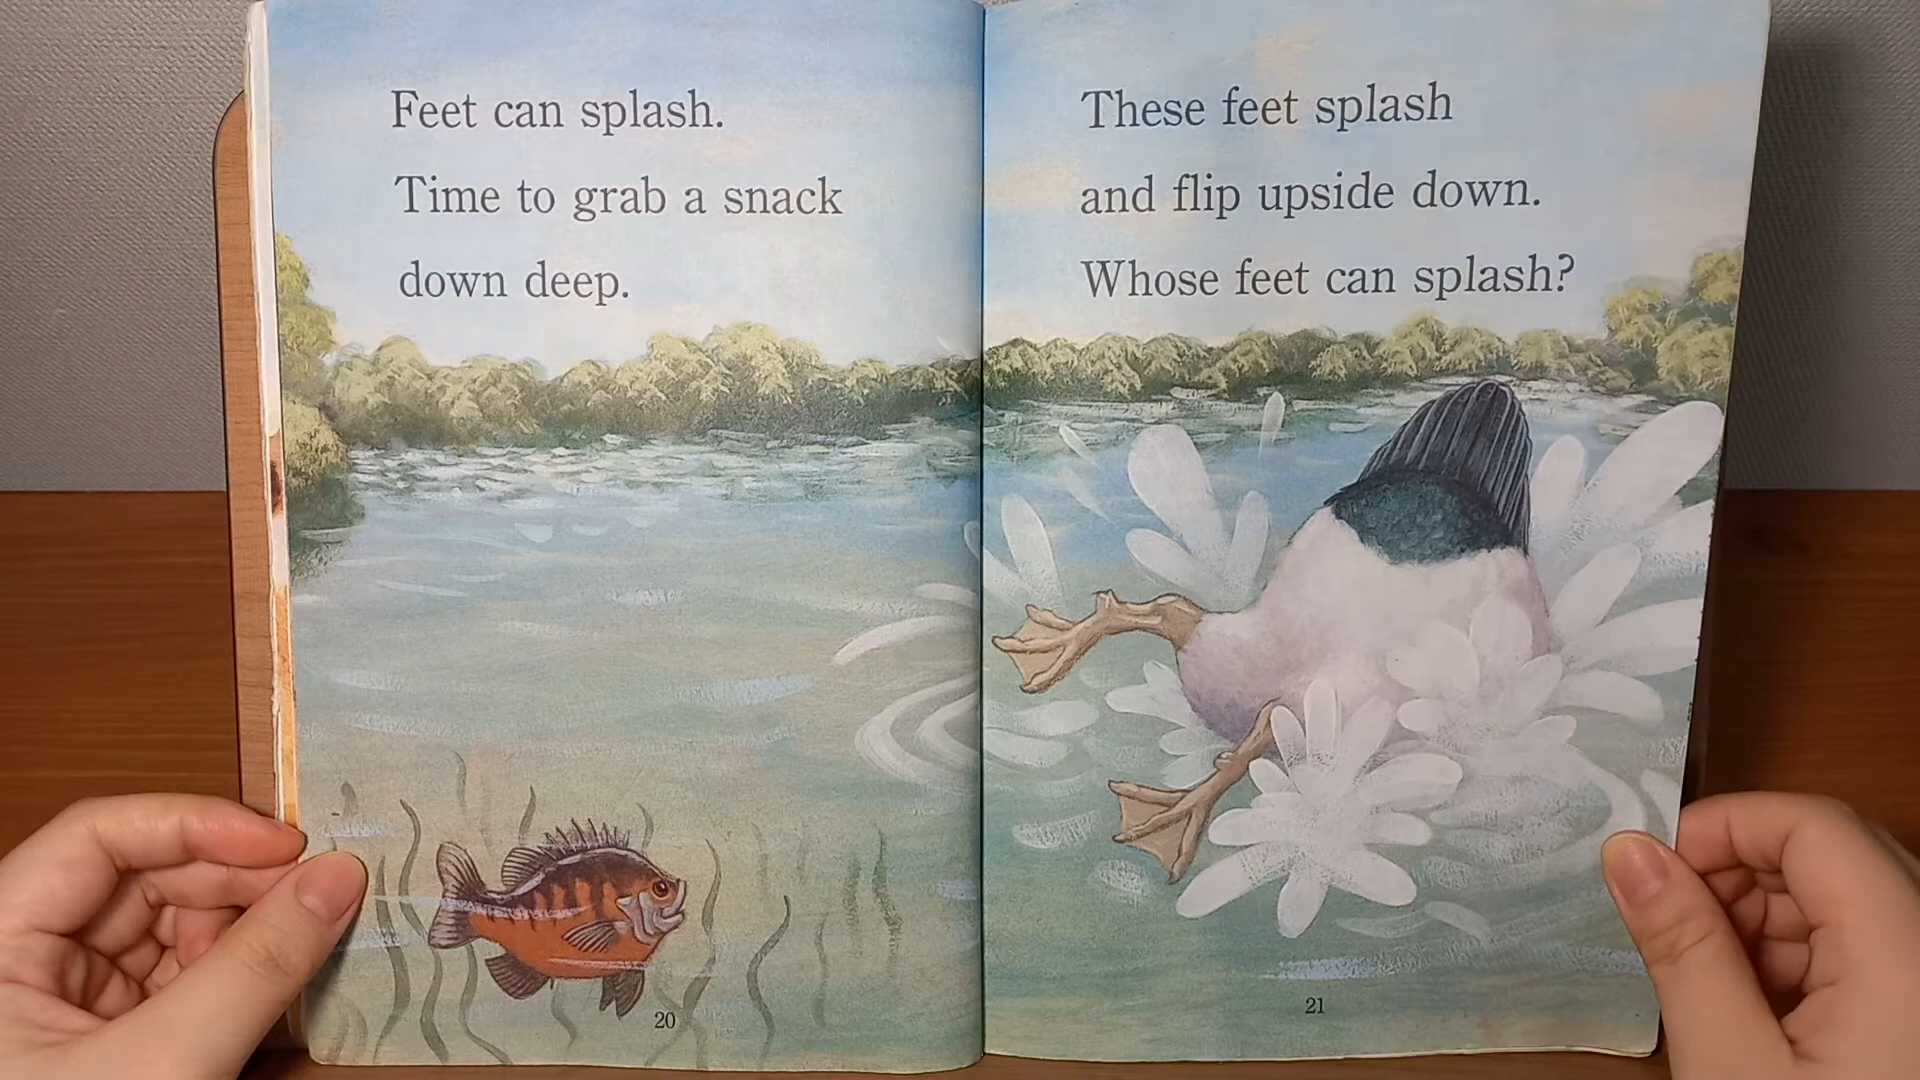 Feet can splash.
Time to grab a snack
down deep.
20
These feet splash
and flip upside down.
Whose feet can splash?
21